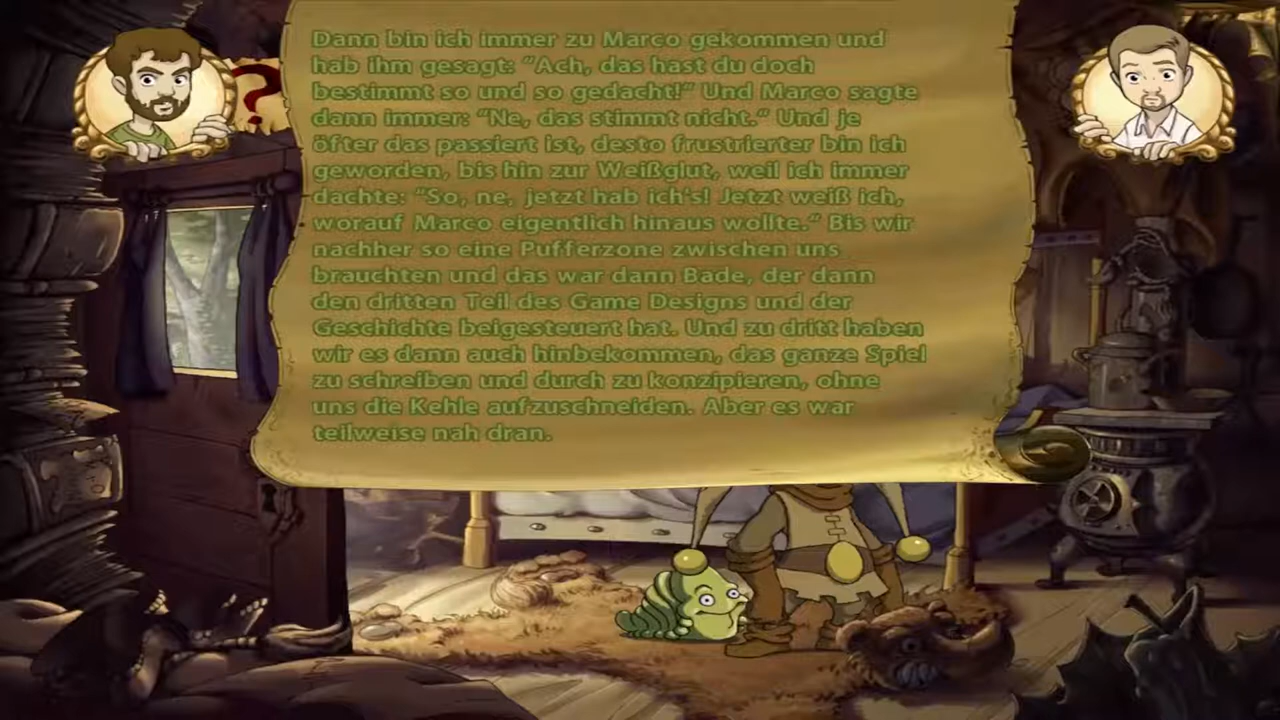 Dann bin ich immer zu Marco gekommen und
hab ihm gesagt: "Ach, das hast du doch
bestimmt so und so gedacht!" Und Marco sagte
dann immer: "Ne, das stimmt nicht." Und je
öfter das passiert ist, desto frustrierter bin ich
geworden, bis hin zur Weißglut, weil ich immer
dachte: "So, ne, jetzt hab ich's! Jetzt weiß ich,
worauf Marco eigentlich hinaus wollte." Bis wir
nachher so eine Pufferzone zwischen uns
brauchten und das war dann Bade, der dann
den dritten Teil des Game Designs und der
Geschichte beigesteuert hat. Und zu dritt haben
wir es dann auch hinbekommen, das ganze Spiel
zu schreiben und durch zu konzipieren, ohne
uns die Kehle aufzuschneiden. Aber es war
teilweise nah dran.
?